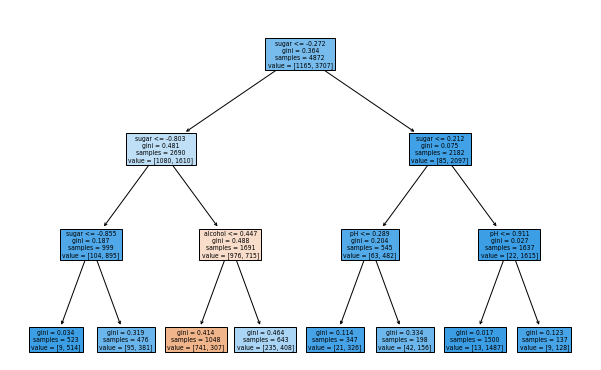 sugar <= -0.272
gini = 0.364
samples = 4872
value = [1165, 3707]
sugar <= -0.803
gini = 0.481
samples = 2690
value = [1080, 1610]
sugar <= 0.212
gini = 0.075
samples = 2182
value = [85, 2097]
sugar <= -0.855
gini = 0.187
samples = 999
value = [104, 895]
alcohol <= 0.447
gini = 0.488
samples = 1691
value = [976, 715]
pH <= 0.289
gini = 0.204
samples = 545
value = [63, 482]
pH <= 0.911
gini = 0.027
samples = 1637
value = [22, 1615]
gini = 0.034
samples = 523
value = [9, 514]
gini = 0.319
samples = 476
value = [95, 381]
gini = 0.414
samples = 1048
value = [741, 307]
gini = 0.464
samples = 643
value = [235, 408]
gini = 0.114
samples = 347
value = [21, 326]
gini = 0.334
samples = 198
value = [42, 156]
gini = 0.017
samples = 1500
value = [13, 1487]
gini = 0.123
samples = 137
value = [9, 128]